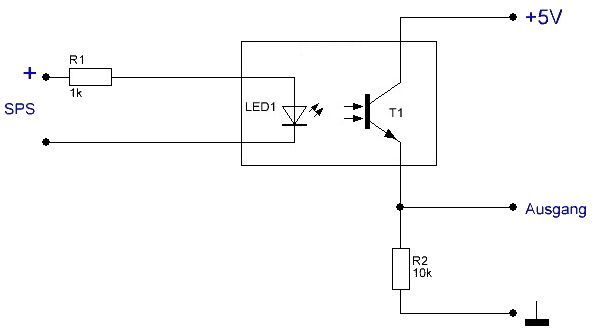 +5V
R1
+
1k
SPS
LED1
T1
Ausgang
R2
10k